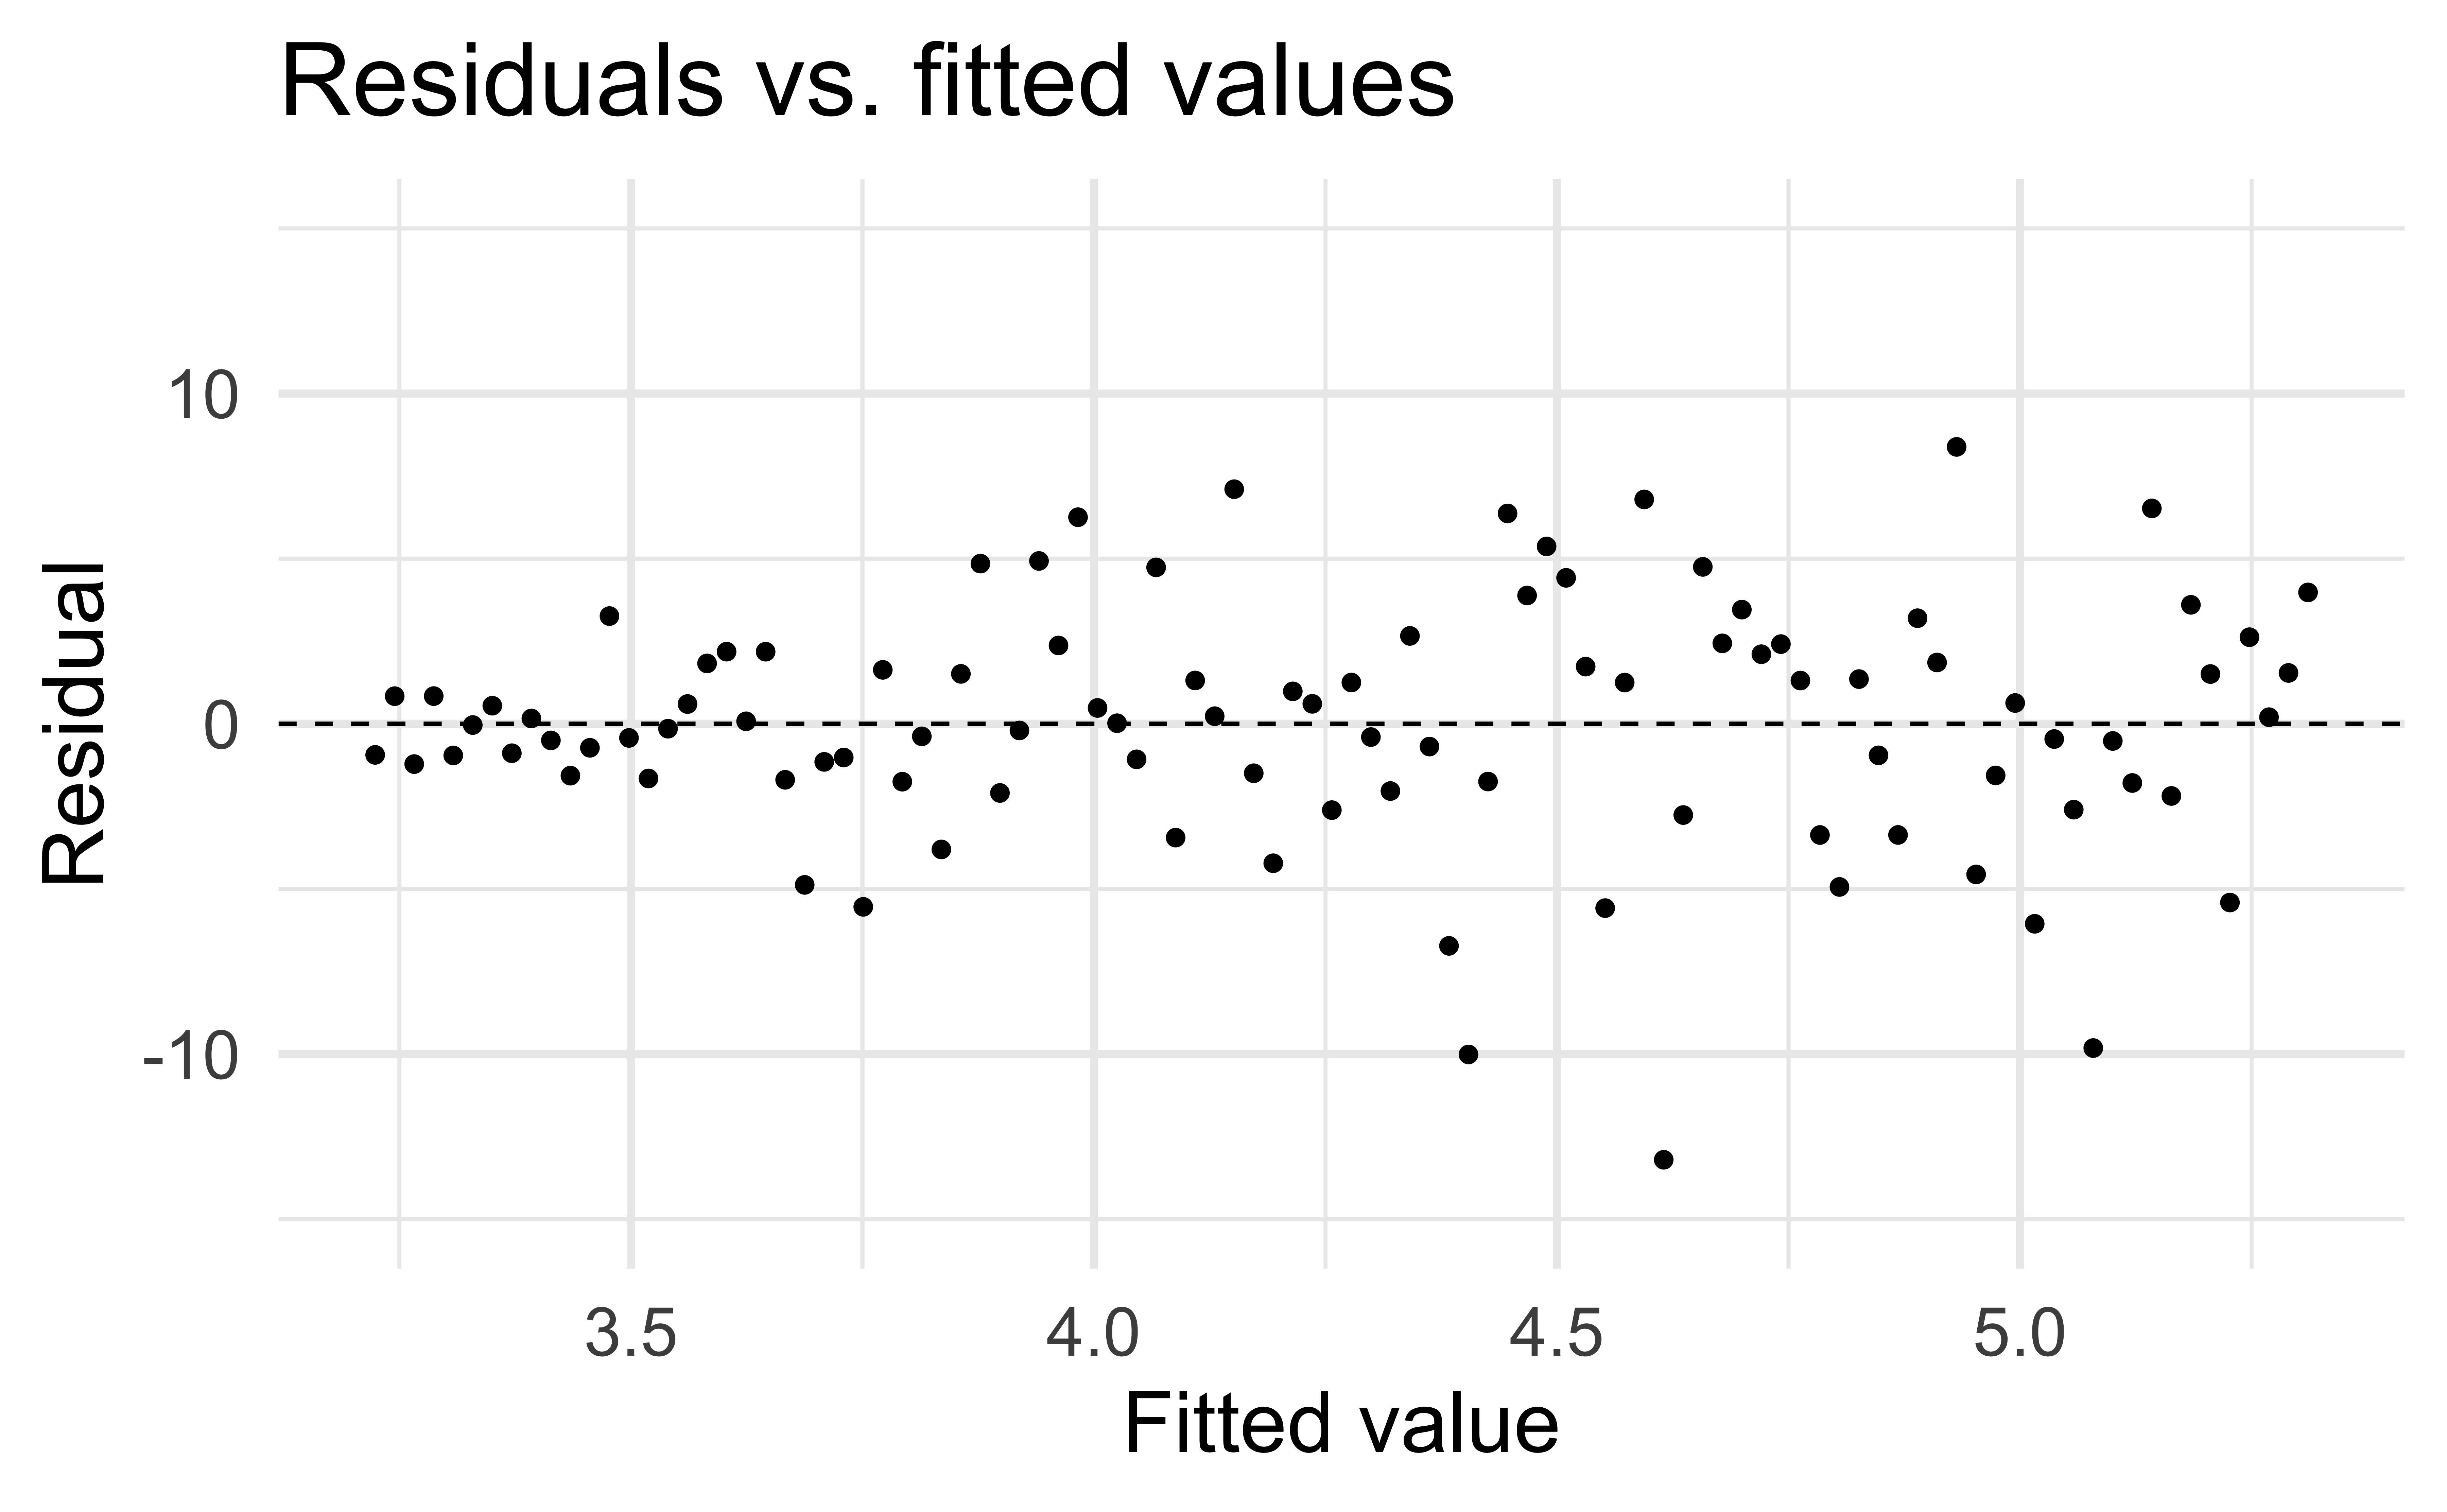 Residuals vs. fitted values
Residual
10
0
-10
3.5 4.0 4.5 5.0
Fitted value